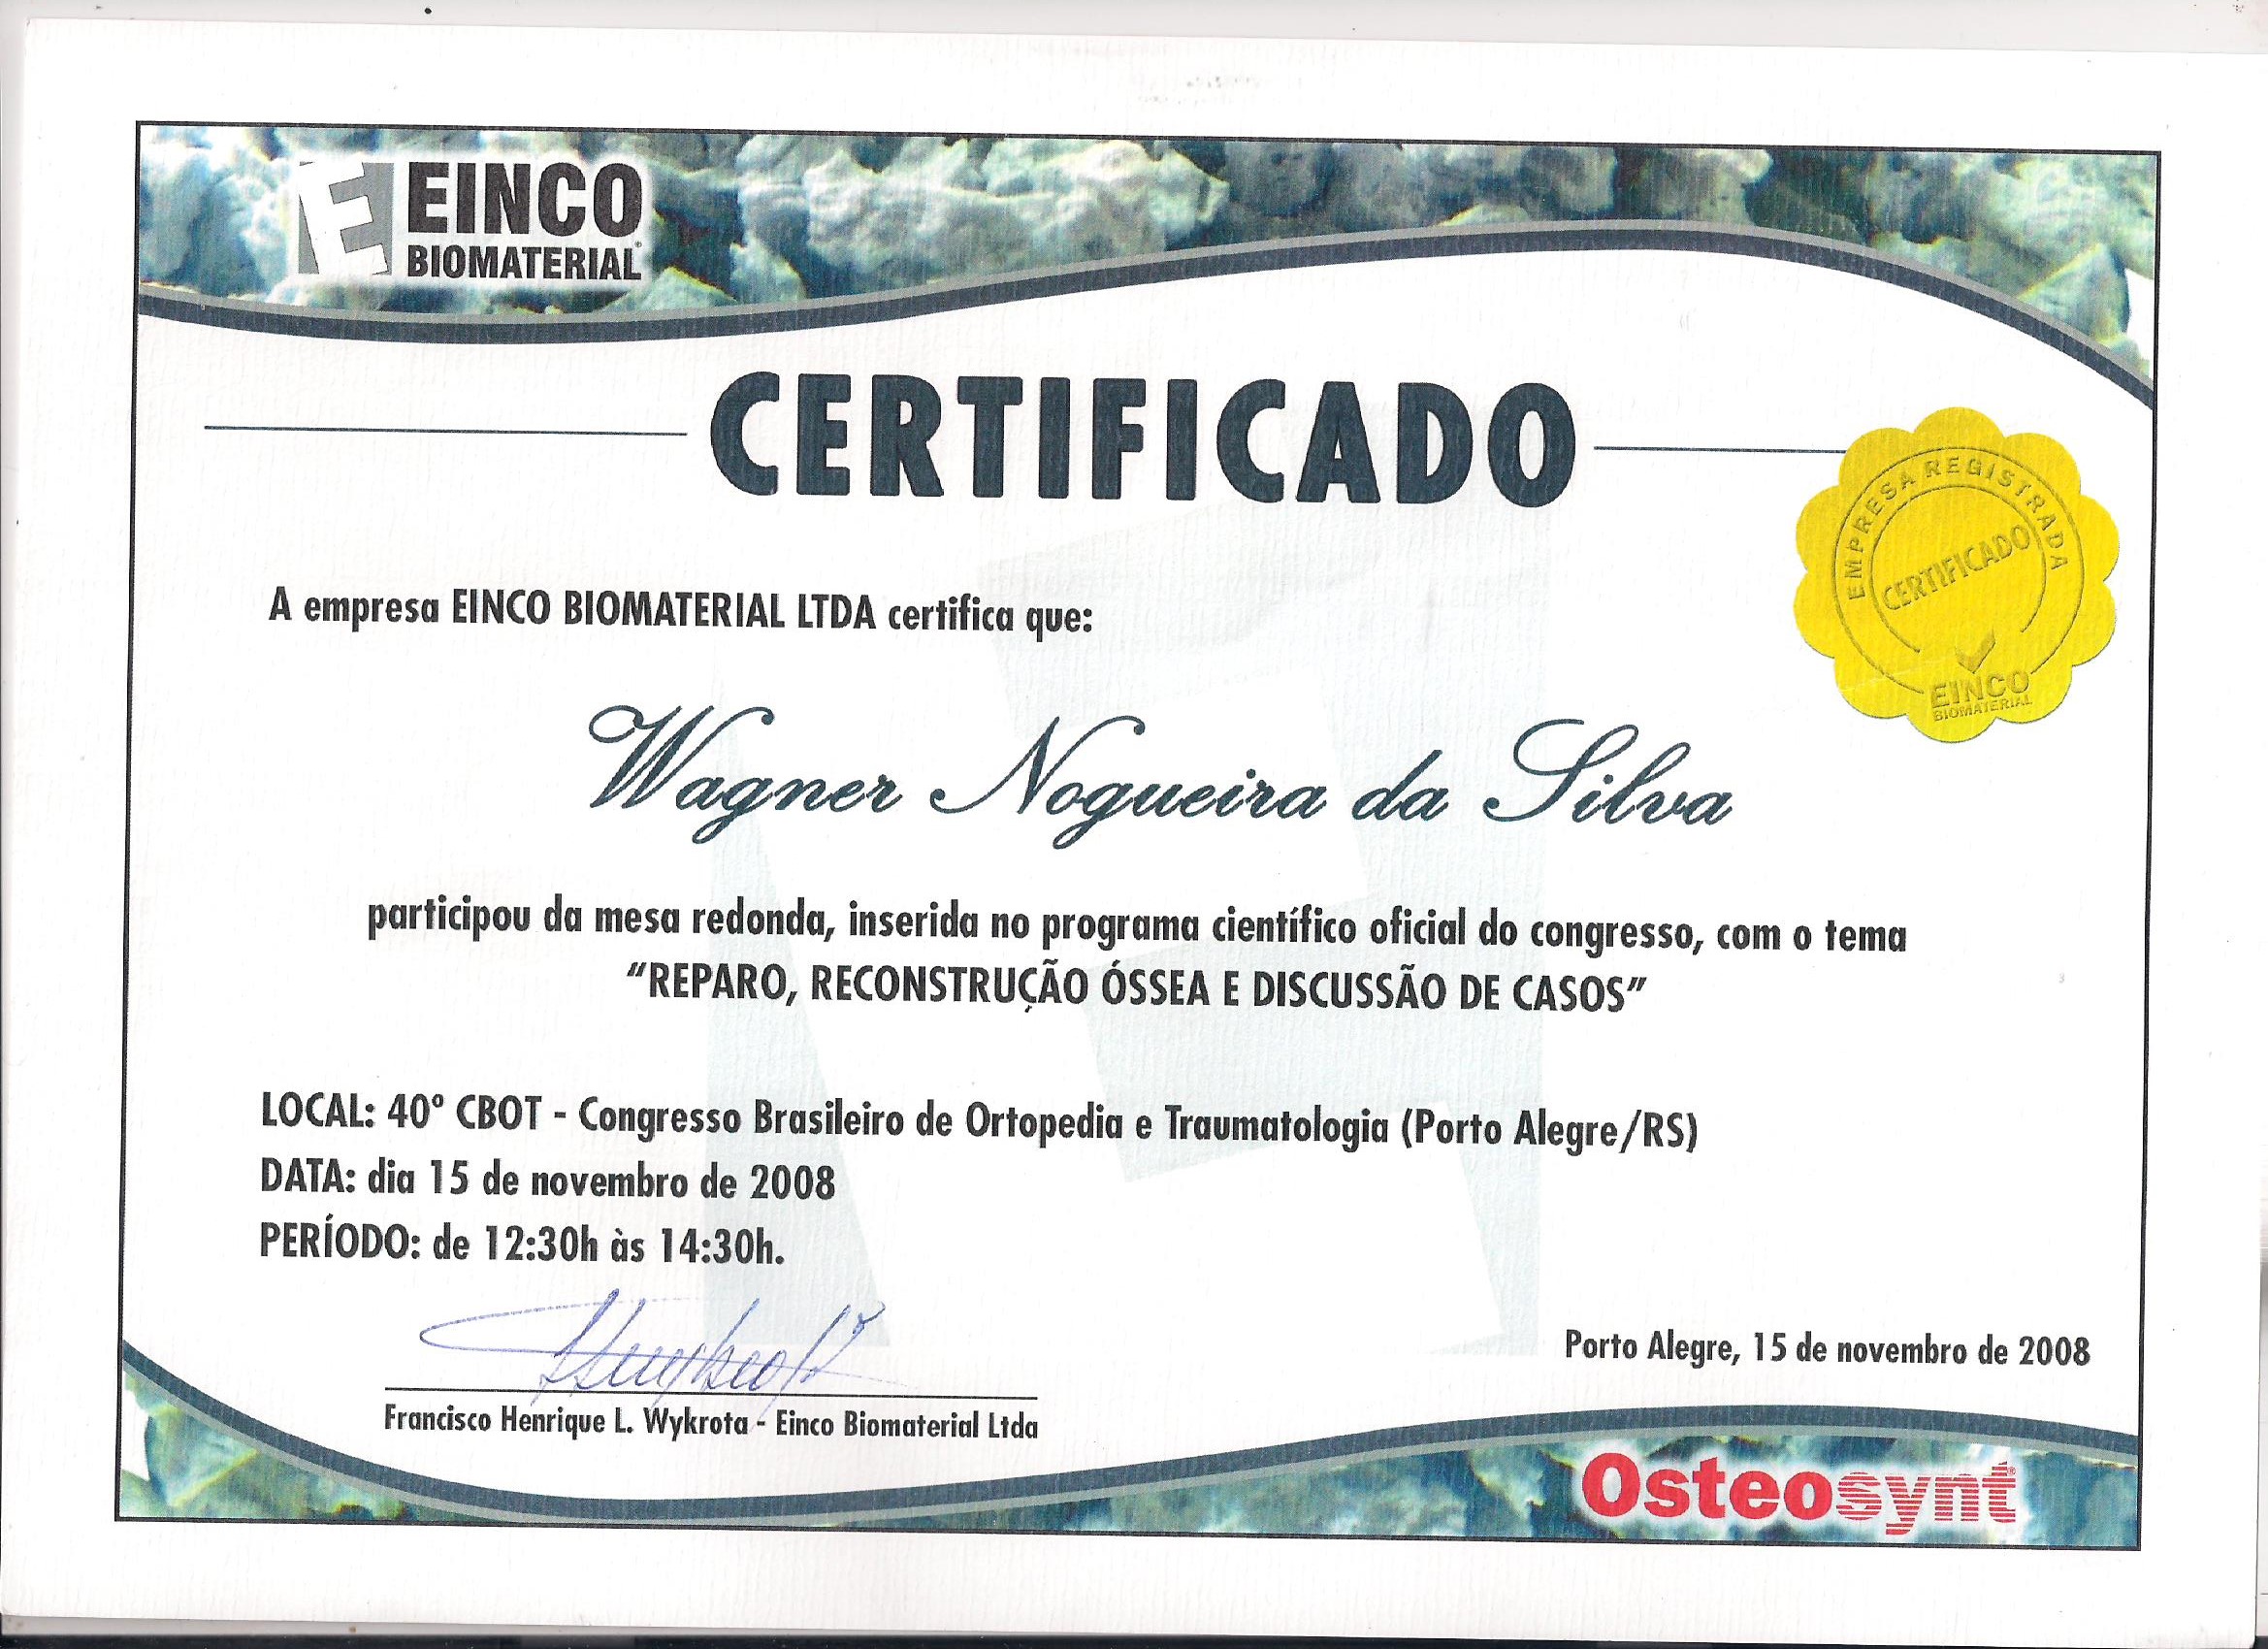 E EINCO
BIOMATERIAL®
CERTIFICADO
EMPRESA REGISTRADA
CERTIFICADO
EINCO
BIOMATERIAL
A empresa EINCO BIOMATERIAL LTDA certifica que:
Wagner Nogueira da Silva
participou da mesa redonda, inserida no programa científico oficial do congresso, com o tema
“REPARO, RECONSTRUÇÃO ÓSSEA E DISCUSSÃO DE CASOS”
LOCAL: 40º CBOT - Congresso Brasileiro de Ortopedia e Traumatologia (Porto Alegre/RS)
DATA: dia 15 de novembro de 2008
PERÍODO: de 12:30h às 14:30h.
Porto Alegre, 15 de novembro de 2008
Francisco Henrique L. Wykrota - Einco Biomaterial Ltda
Osteosynt®